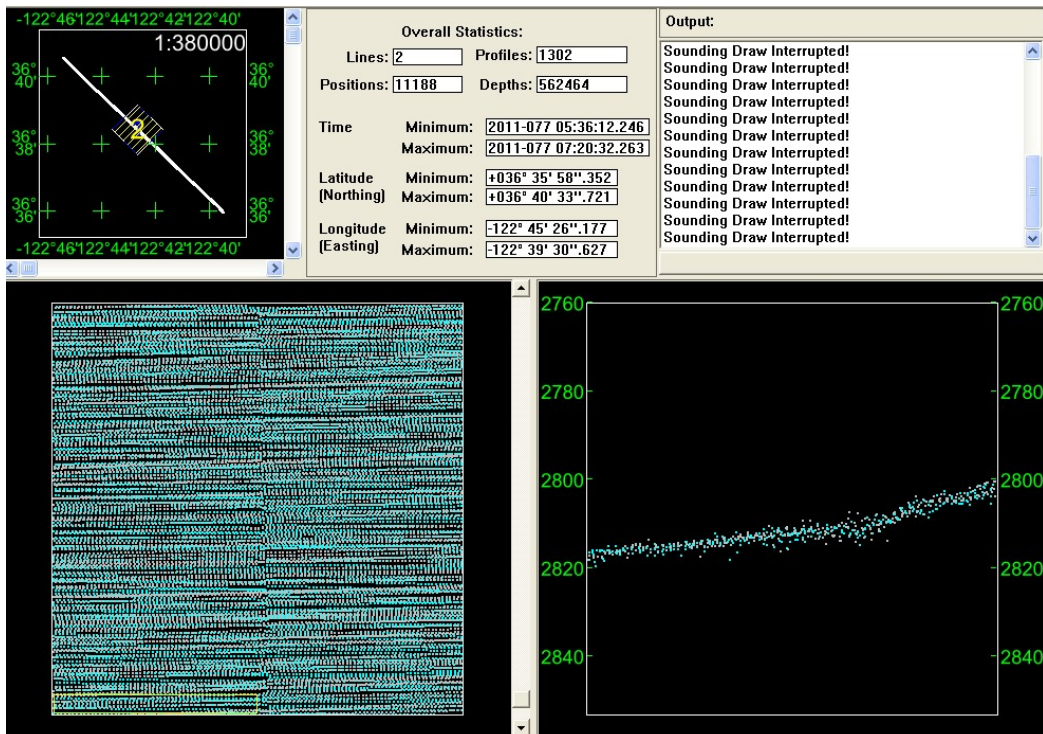 -122° 46'122° 44'122° 42'122° 40'
1:380000
36° 40'
36° 40'
36° 38'
36° 38'
36° 36'
36° 36'
2
-122° 46'122° 44'122° 42'122° 40'
Overall Statistics:
Lines: 2 Profiles: 1302
Positions: 11188 Depths: 562464
Time Minimum: 2011-077 05:36:12.246
Maximum: 2011-077 07:20:32.263
Latitude Minimum: +036° 35' 58".352
(Northing) Maximum: +036° 40' 33".721
Longitude Minimum: -122° 45' 26".177
(Easting) Maximum: -122° 39' 30".627
Output:
Sounding Draw Interrupted!
Sounding Draw Interrupted!
Sounding Draw Interrupted!
Sounding Draw Interrupted!
Sounding Draw Interrupted!
Sounding Draw Interrupted!
Sounding Draw Interrupted!
Sounding Draw Interrupted!
Sounding Draw Interrupted!
Sounding Draw Interrupted!
Sounding Draw Interrupted!
Sounding Draw Interrupted!
2760 2760
2780 2780
2800 2800
2820 2820
2840 2840